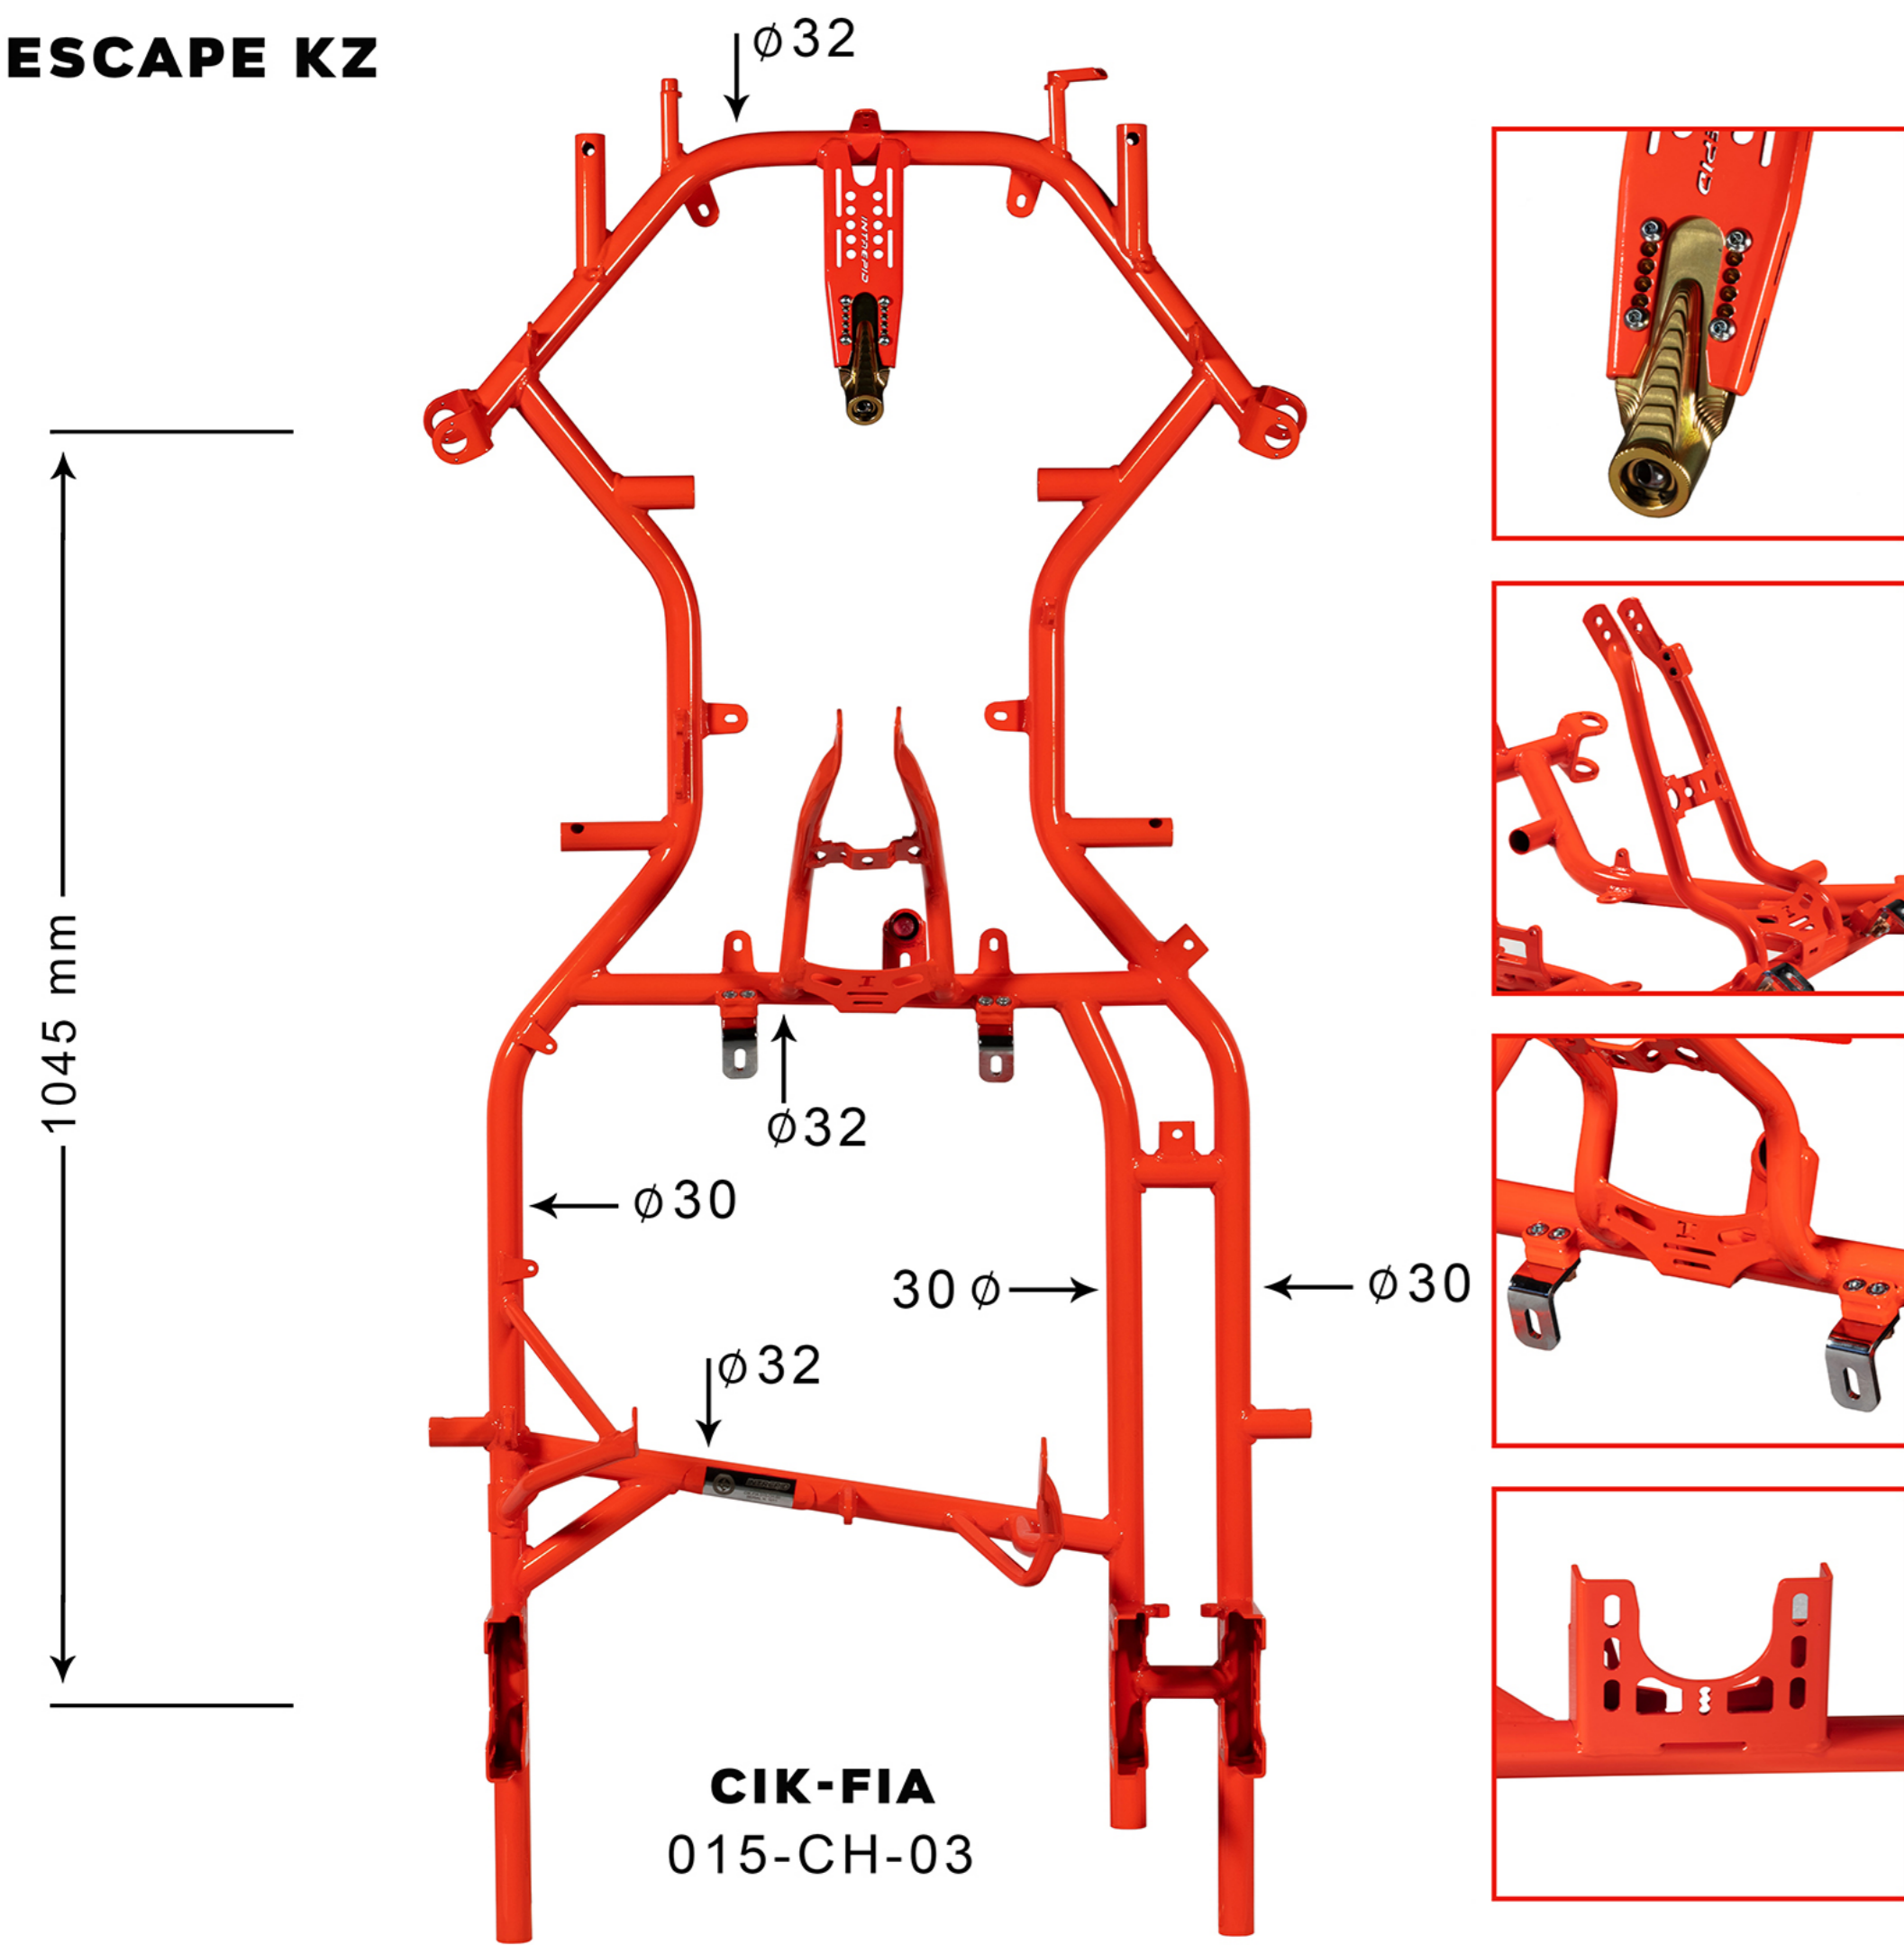 ESCAPE KZ
ø32
INTREPID
1045 mm
ø32
ø30
30 ø
ø30
ø32
CIK-FIA
015-CH-03